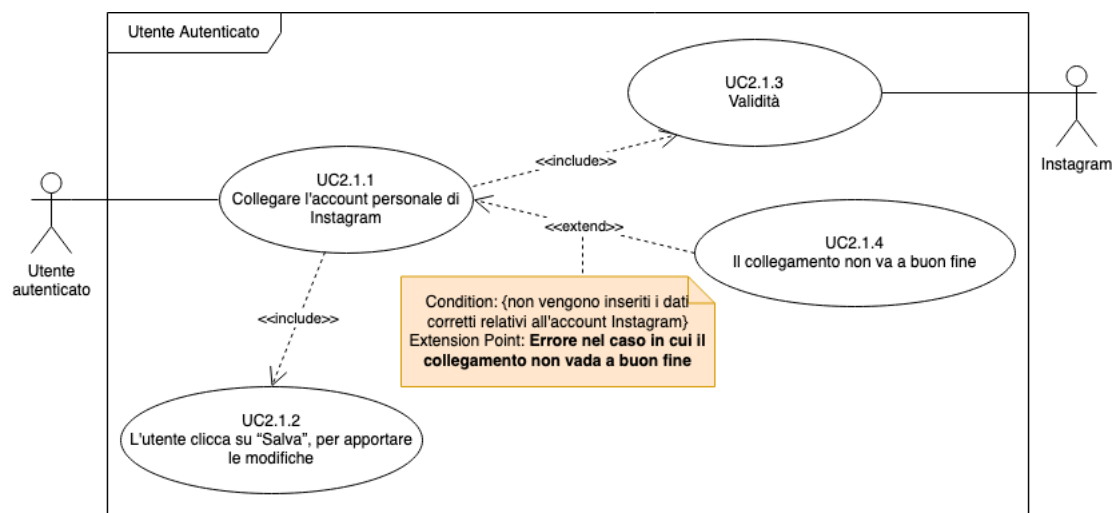 Utente Autenticato
UC2.1.3
Validità
Instagram
<<include>>
UC2.1.1
Collegare l'account personale di
Instagram
Utente
autenticato
<<extend>>
UC2.1.4
Il collegamento non va a buon fine
Condition: {non vengono inseriti i dati
corretti relativi all'account Instagram}
Extension Point: Errore nel caso in cui il
collegamento non vada a buon fine
<<include>>
UC2.1.2
L'utente clicca su “Salva”, per apportare
le modifiche